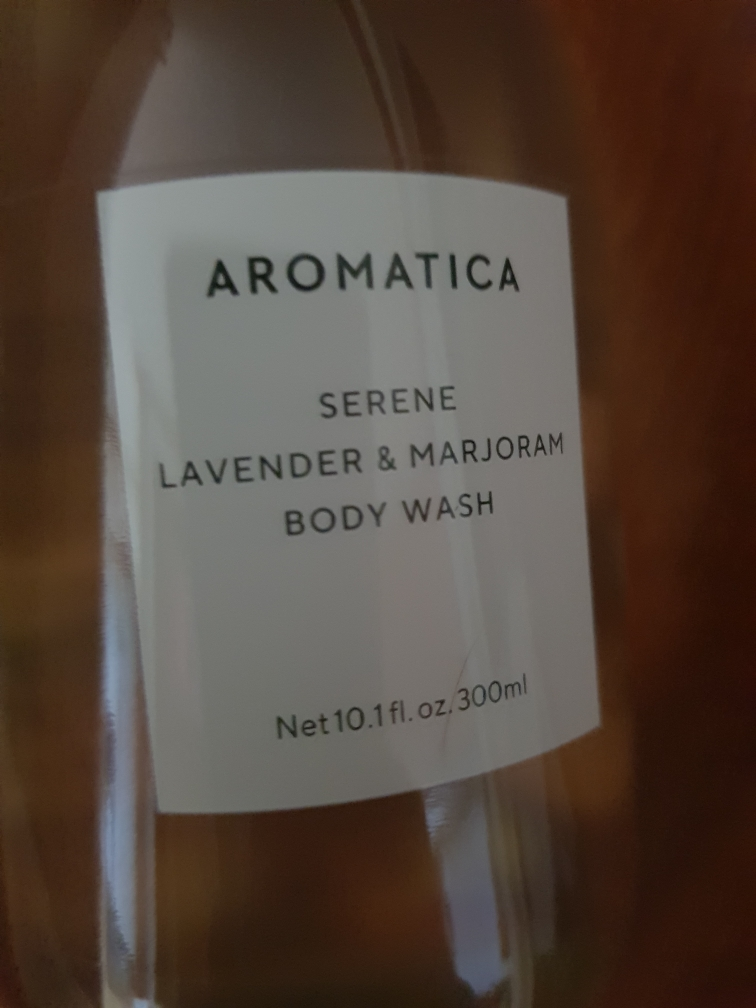 AROMATICA
SERENE
LAVENDER & MARJORAM
BODY WASH
Net 10.1 fl. oz. 300ml